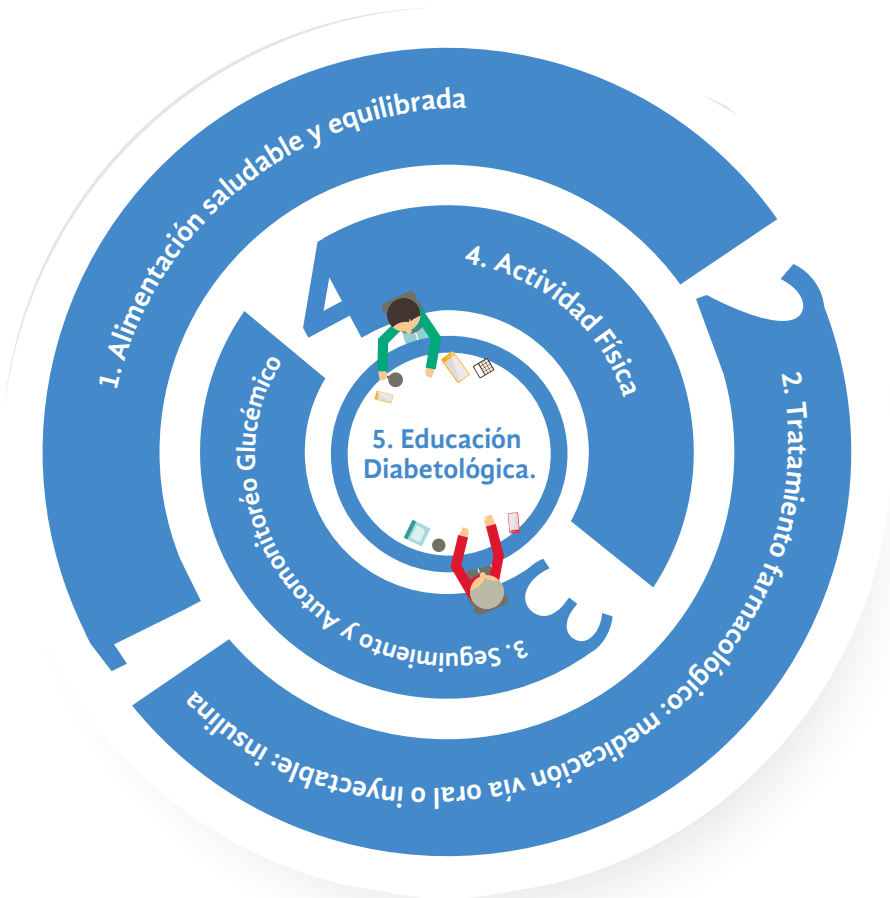 1. Alimentación saludable y equilibrada
2. Tratamiento farmacológico: medicación vía oral o inyectable: insulina
3. Seguimiento y Automonitoréo Glucémico
4. Actividad Física
5. Educación
Diabetológica.